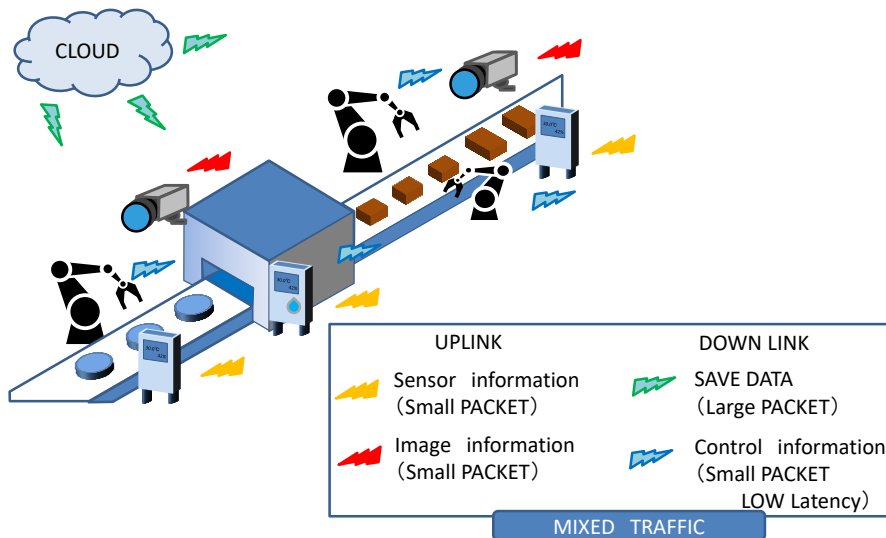 CLOUD
UPLINK
DOWN LINK
Sensor information
（Small PACKET）
SAVE DATA
（Large PACKET）
Image information
（Small PACKET）
Control information
（Small PACKET
LOW Latency）
MIXED TRAFFIC